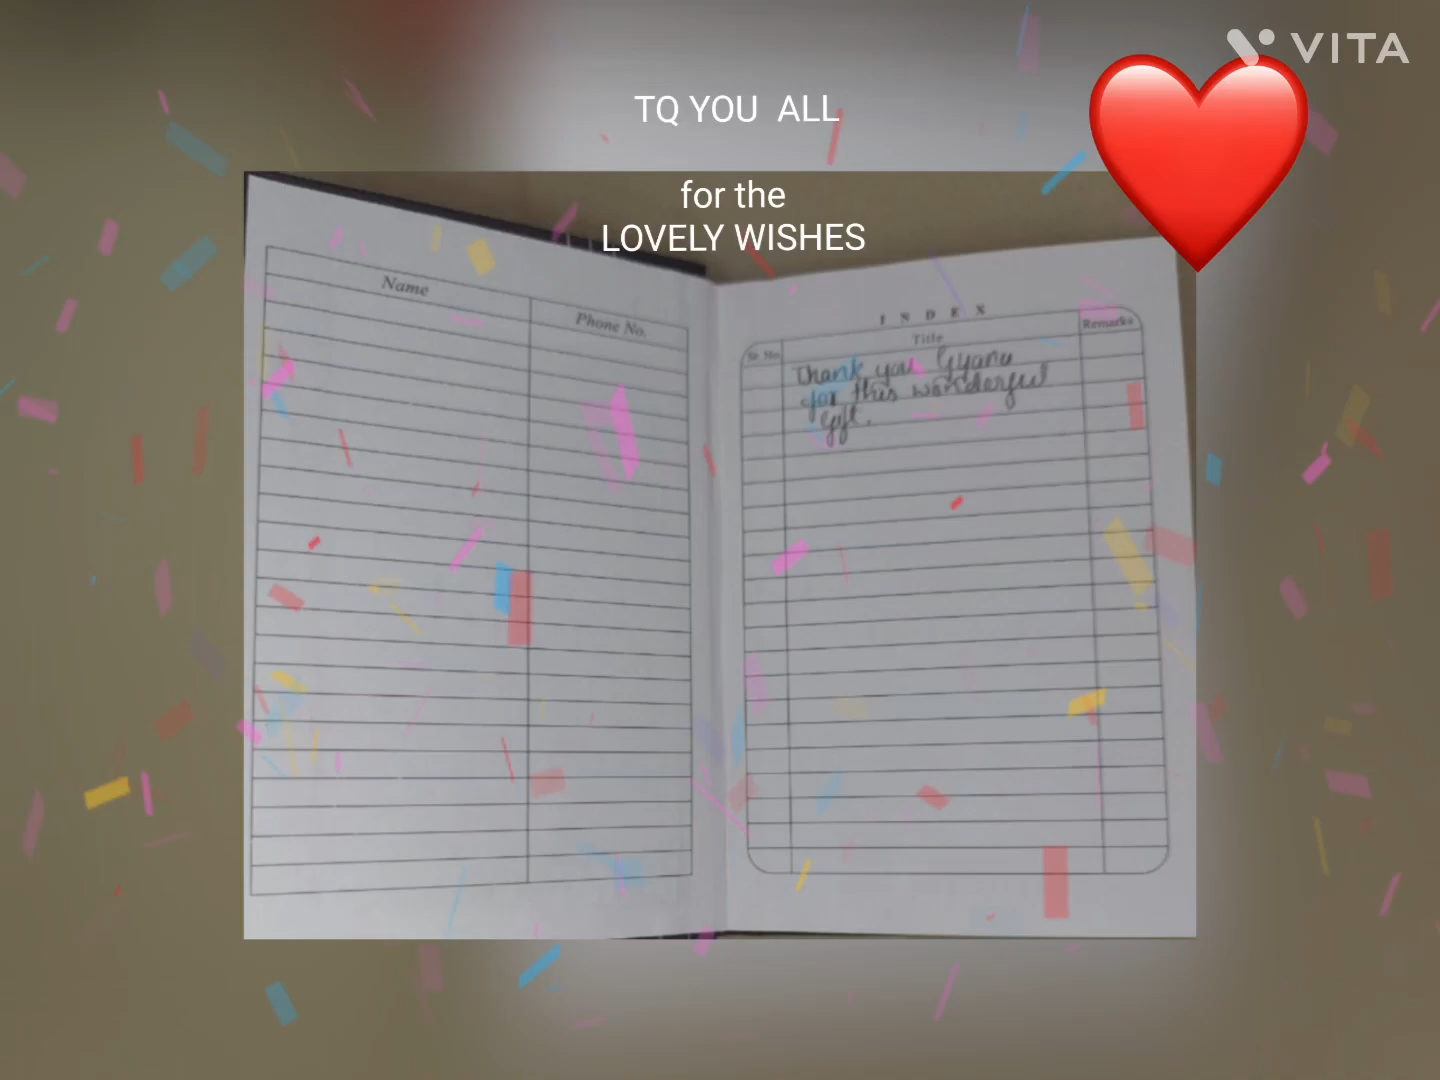 VITA
TQ YOU ALL
for the
LOVELY WISHES
Name
Phone No.
I N D E X
Sr. No.
Title
Remarks
Thank you Gyanu
for this wonderful
gift.